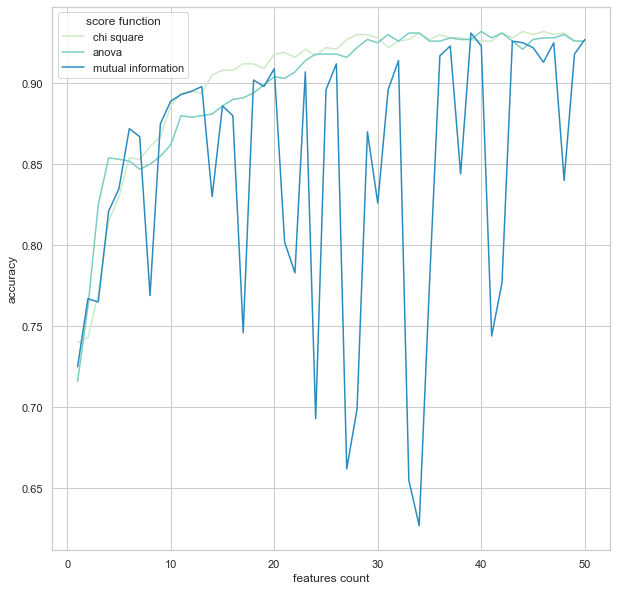 score function
chi square
anova
mutual information
0.90
0.85
0.80
0.75
0.70
0.65
accuracy
0 10 20 30 40 50
features count